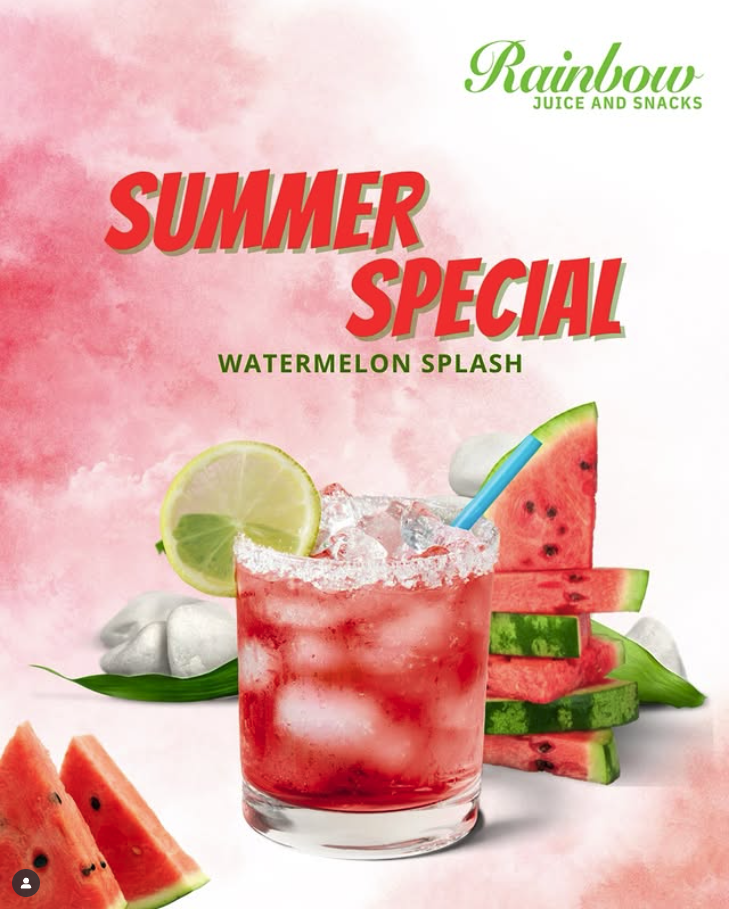 Rainbow
JUICE AND SNACKS
SUMMER
SPECIAL
WATERMELON SPLASH